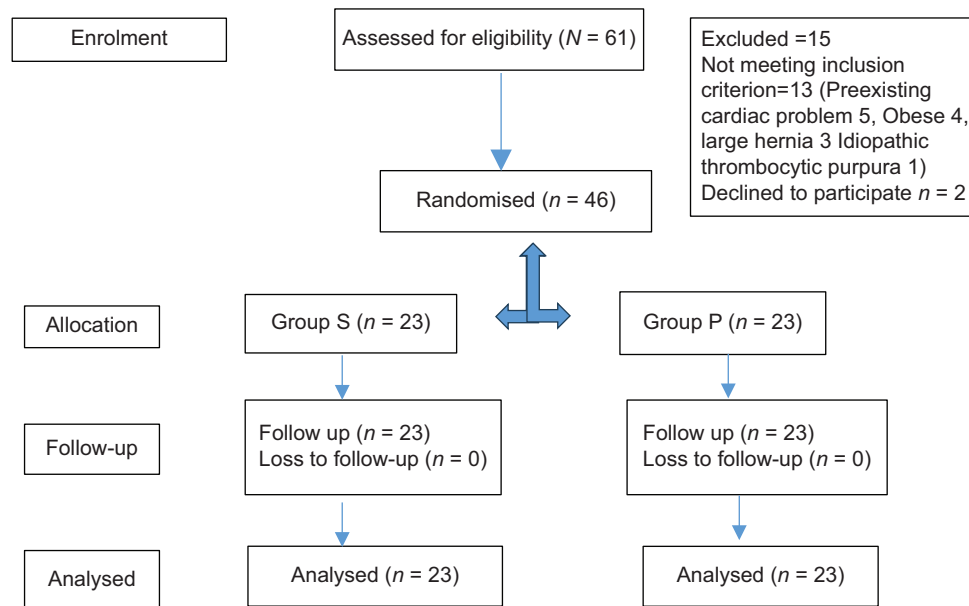 Enrolment
Assessed for eligibility (N = 61)
Excluded =15
Not meeting inclusion
criterion=13 (Preexisting
cardiac problem 5, Obese 4,
large hernia 3 Idiopathic
thrombocytic purpura 1)
Declined to participate n = 2
Randomised (n = 46)
Allocation
Group S (n = 23)
Group P (n = 23)
Follow-up
Follow up (n = 23)
Loss to follow-up (n = 0)
Follow up (n = 23)
Loss to follow-up (n = 0)
Analysed
Analysed (n = 23)
Analysed (n = 23)